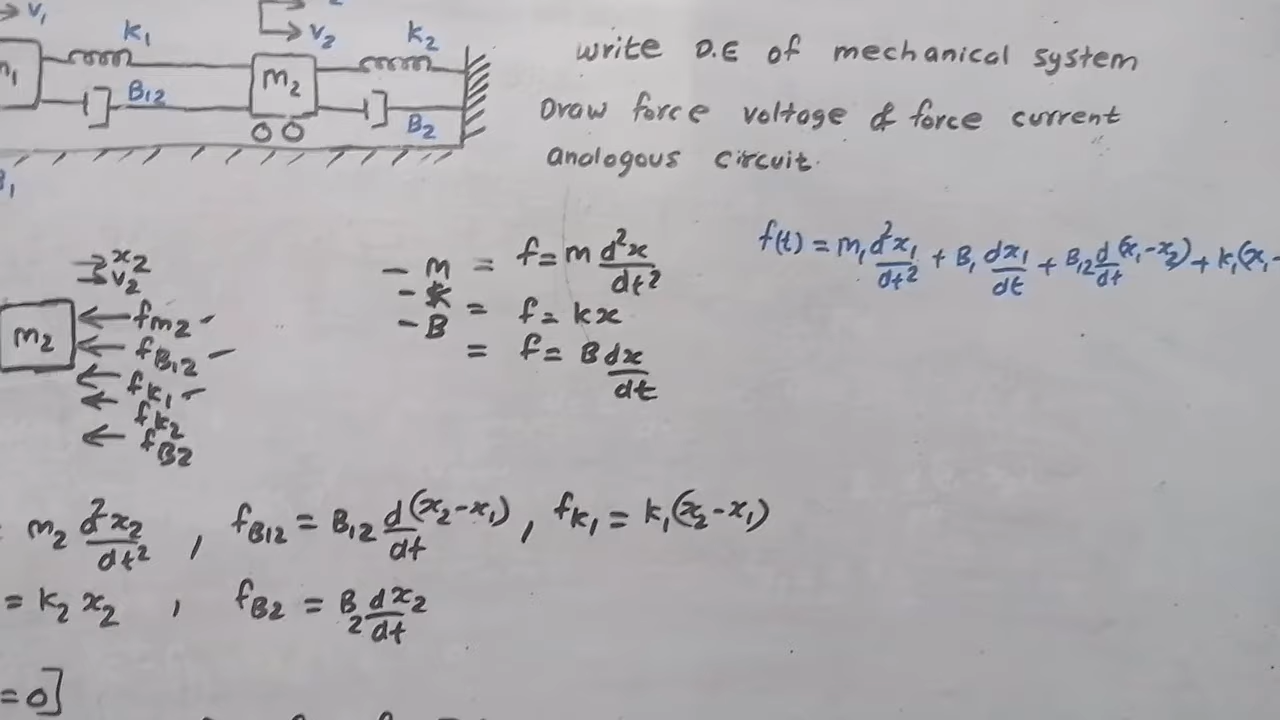 v₁
k₁
v₂
k₂
m₂
B₁₂
B₂
write D.E of mechanical system
Draw force voltage & force current
anologous circuit.
x₂
v₂
m₂
fm₂
fB₁₂
fk₁
fk₂
fB₂
- M = f = m d²x/dt²
- K = f = kx
- B = f = B dx/dt
f(t) = m₁ d²x₁/dt² + B₁ dx₁/dt + B₁₂ d/dt (x₁-x₂) + k₁(x₁-
m₂ d²x₂/dt² , fB₁₂ = B₁₂ d/dt (x₂-x₁) , fK₁ = k₁(x₂-x₁)
= k₂ x₂ , fB₂ = B₂ dx₂/dt
=0]